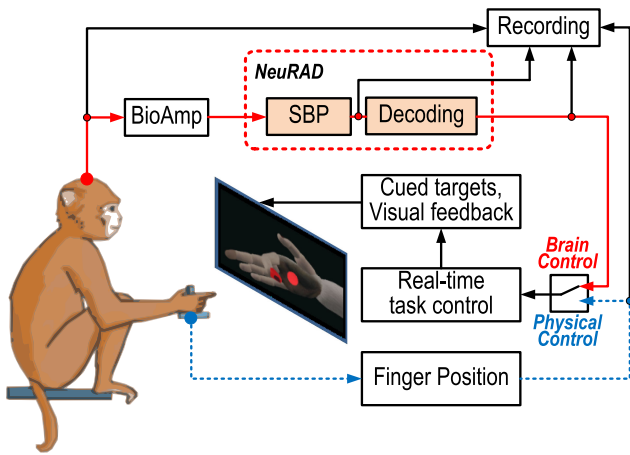 Recording
NeuRAD
BioAmp
SBP
Decoding
Cued targets,
Visual feedback
Brain
Control
Real-time
task control
Physical
Control
Finger Position